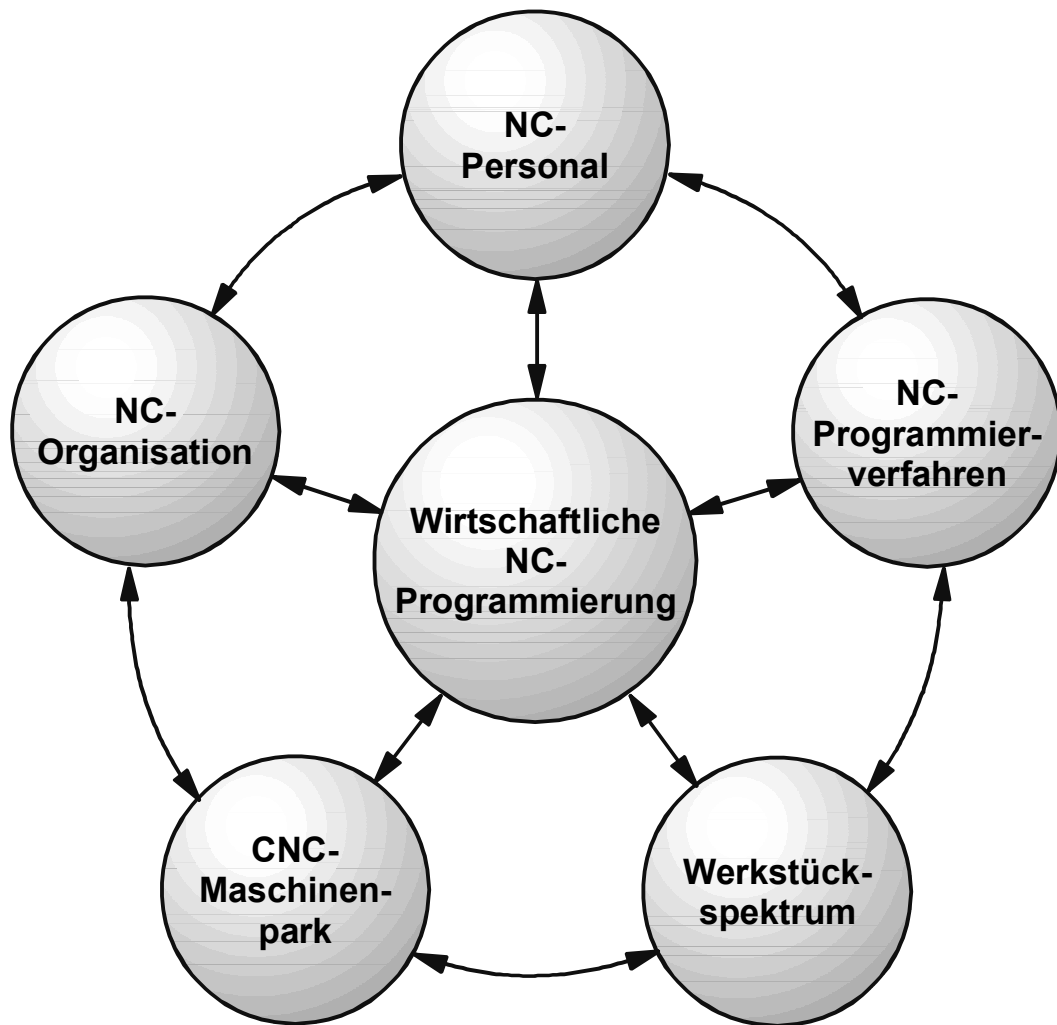 NC-
Personal
NC-
Organisation
NC-
Programmier-
verfahren
Wirtschaftliche
NC-
Programmierung
CNC-
Maschinen-
park
Werkstück-
spektrum